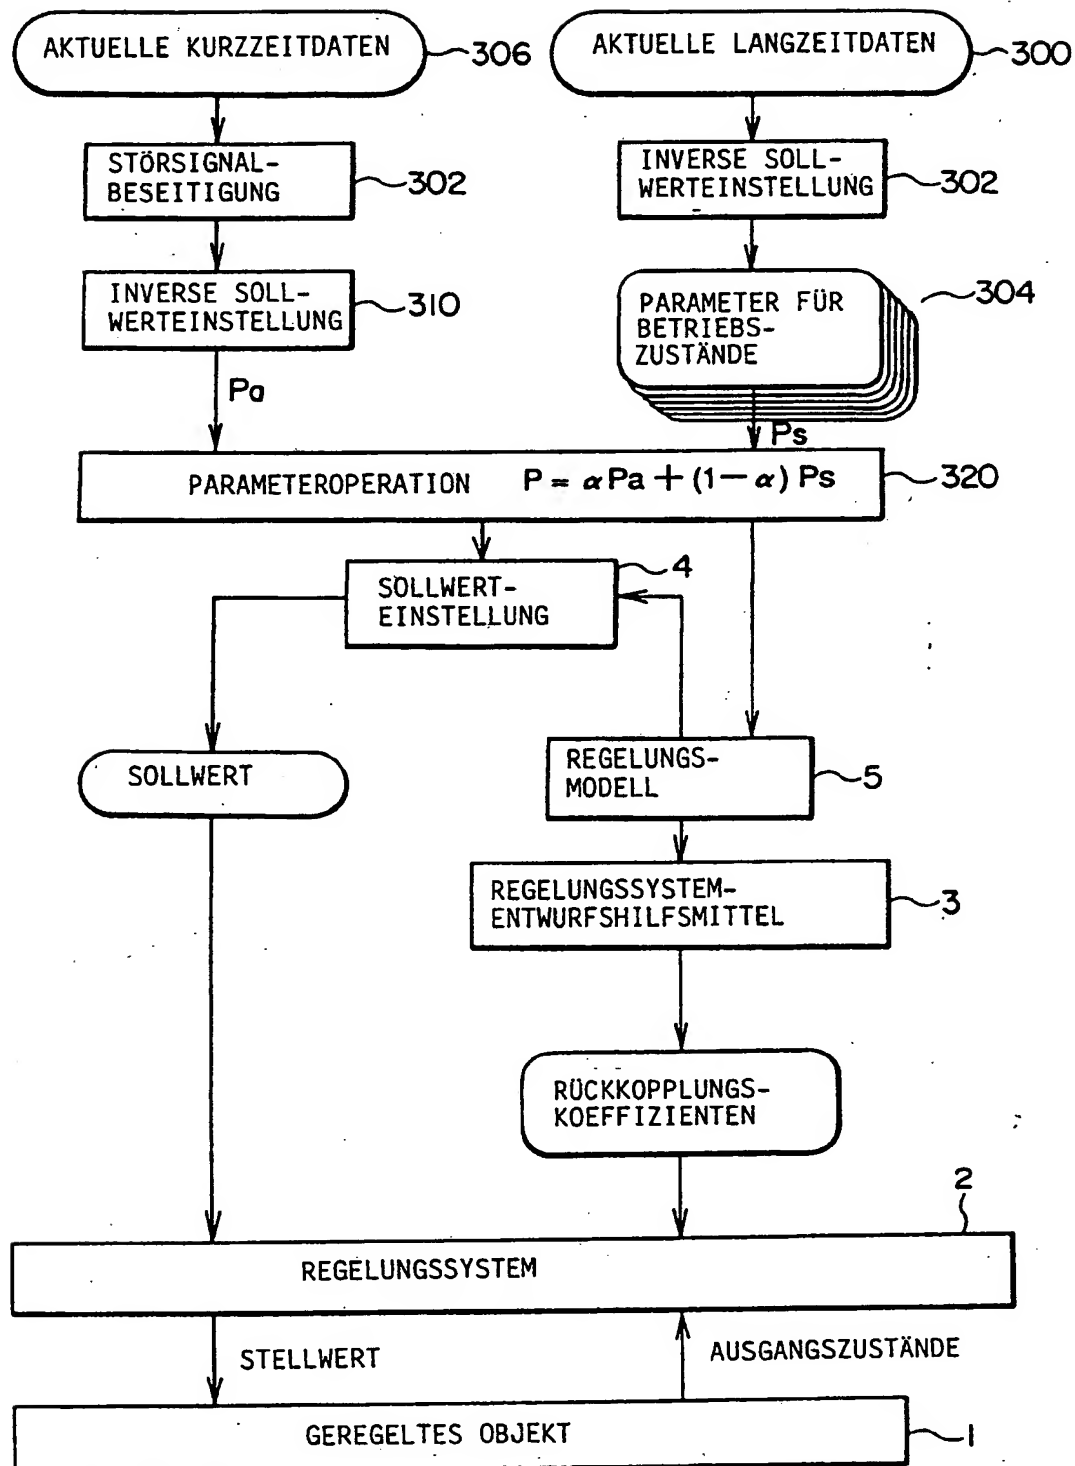 AKTUELLE KURZZEITDATEN
306
AKTUELLE LANGZEITDATEN
300
STÖRSIGNAL-
BESEITIGUNG
302
INVERSE SOLL-
WERTEINSTELLUNG
302
INVERSE SOLL-
WERTEINSTELLUNG
310
PARAMETER FÜR
BETRIEBS-
ZUSTÄNDE
304
Pa
Ps
PARAMETEROPERATION P = αPa + (1-α) Ps
320
SOLLWERT-
EINSTELLUNG
4
SOLLWERT
REGELUNGS-
MODELL
5
REGELUNGSSYSTEM-
ENTWURFSHILFSMITTEL
3
RÜCKKOPPLUNGS-
KOEFFIZIENTEN
2
REGELUNGSSYSTEM
STELLWERT
AUSGANGSZUSTÄNDE
GEREGELTES OBJEKT
1